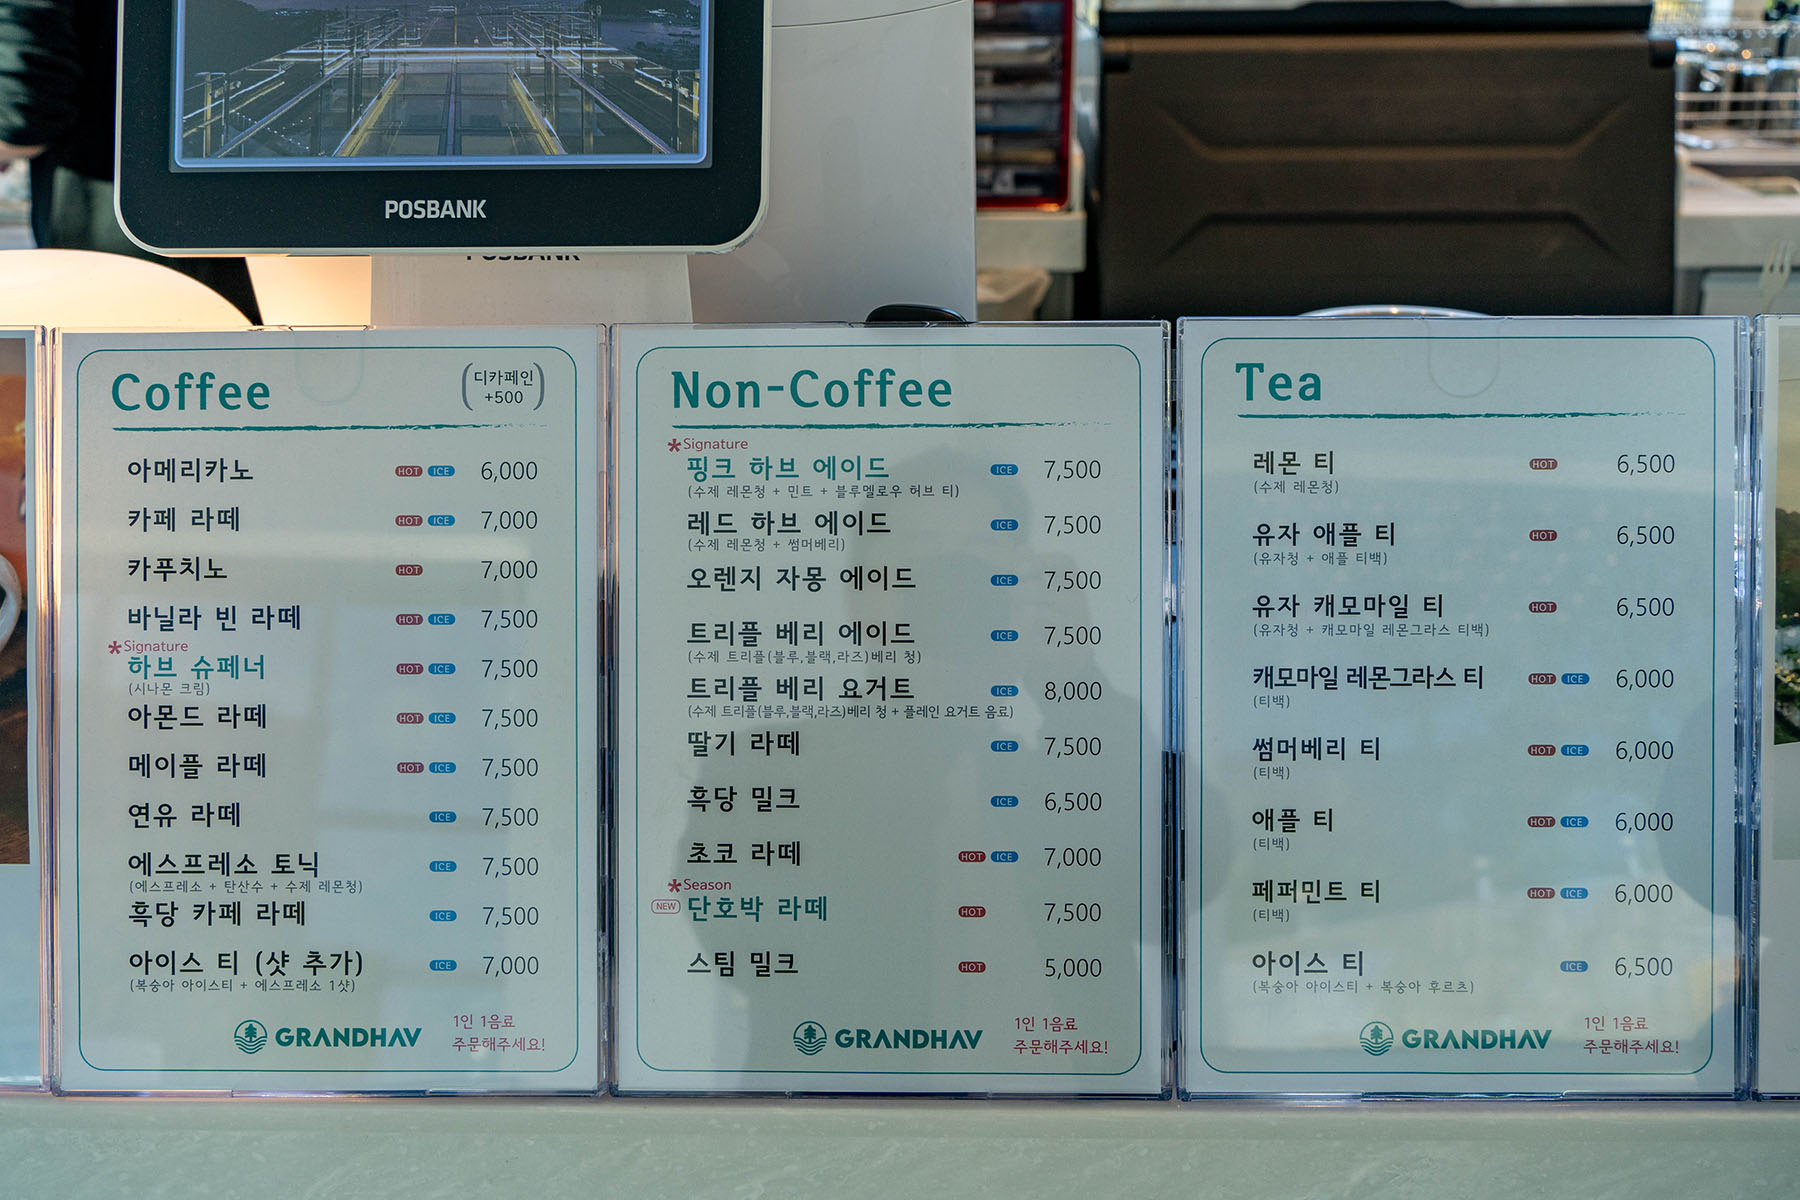 POSBANK
POSBANK
Coffee
(디카페인
+500)
아메리카노 HOT ICE 6,000
카페 라떼 HOT ICE 7,000
카푸치노 HOT 7,000
바닐라 빈 라떼 HOT ICE 7,500
*Signature
하브 슈페너 HOT ICE 7,500
(시나몬 크림)
아몬드 라떼 HOT ICE 7,500
메이플 라떼 HOT ICE 7,500
연유 라떼 ICE 7,500
에스프레소 토닉 ICE 7,500
(에스프레소 + 탄산수 + 수제 레몬청)
흑당 카페 라떼 ICE 7,500
아이스 티 (샷 추가) ICE 7,000
(복숭아 아이스티 + 에스프레소 1샷)
GRANDHAV
1인 1음료
주문해주세요!
Non-Coffee
*Signature
핑크 하브 에이드 ICE 7,500
(수제 레몬청 + 민트 + 블루멜로우 허브 티)
레드 하브 에이드 ICE 7,500
(수제 레몬청 + 썸머베리)
오렌지 자몽 에이드 ICE 7,500
트리플 베리 에이드 ICE 7,500
(수제 트리플(블루,블랙,라즈)베리 청)
트리플 베리 요거트 ICE 8,000
(수제 트리플(블루,블랙,라즈)베리 청 + 플레인 요거트 음료)
딸기 라떼 ICE 7,500
흑당 밀크 ICE 6,500
초코 라떼 HOT ICE 7,000
*Season
NEW 단호박 라떼 HOT 7,500
스팀 밀크 HOT 5,000
GRANDHAV
1인 1음료
주문해주세요!
Tea
레몬 티 HOT 6,500
(수제 레몬청)
유자 애플 티 HOT 6,500
(유자청 + 애플 티백)
유자 캐모마일 티 HOT 6,500
(유자청 + 캐모마일 레몬그라스 티백)
캐모마일 레몬그라스 티 HOT ICE 6,000
(티백)
썸머베리 티 HOT ICE 6,000
(티백)
애플 티 HOT ICE 6,000
(티백)
페퍼민트 티 HOT ICE 6,000
(티백)
아이스 티 ICE 6,500
(복숭아 아이스티 + 복숭아 후르츠)
GRANDHAV
1인 1음료
주문해주세요!